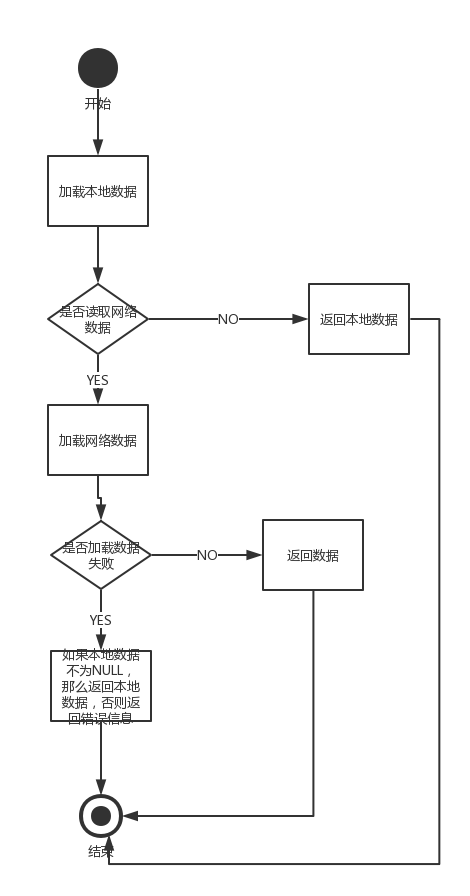 开始
加载本地数据
是否读取网络
数据
NO
返回本地数据
YES
加载网络数据
是否加载数据
失败
NO
返回数据
YES
如果本地数据
不为NULL，
那么返回本地
数据，否则返
回错误信息
结束